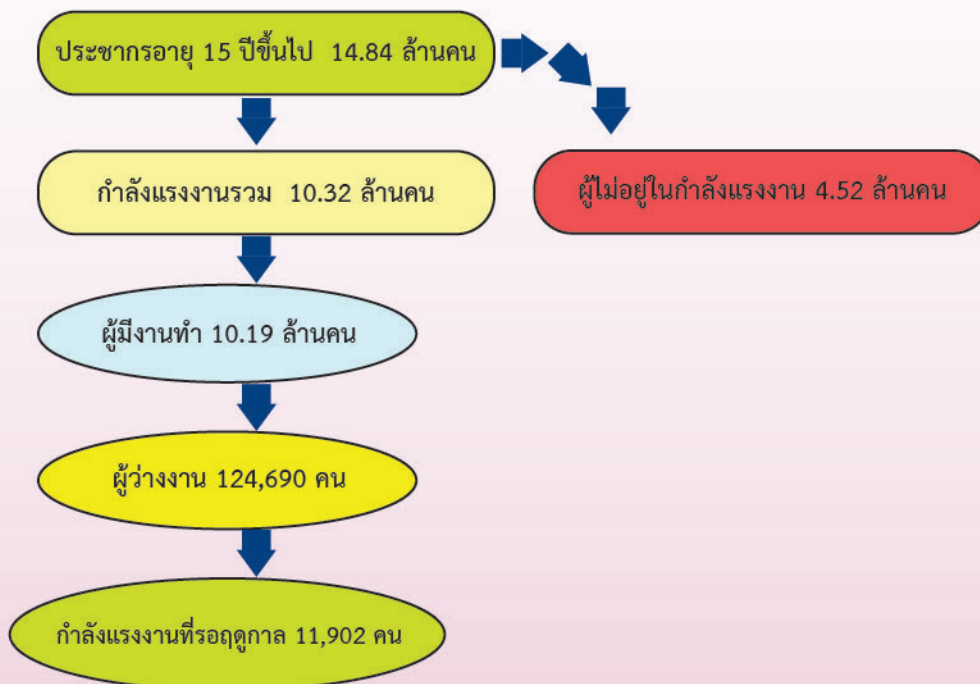 ประชากรอายุ 15 ปีขึ้นไป 14.84 ล้านคน
กำลังแรงงานรวม 10.32 ล้านคน
ผู้ไม่อยู่ในกำลังแรงงาน 4.52 ล้านคน
ผู้มีงานทำ 10.19 ล้านคน
ผู้ว่างงาน 124,690 คน
กำลังแรงงานที่รอฤดูกาล 11,902 คน